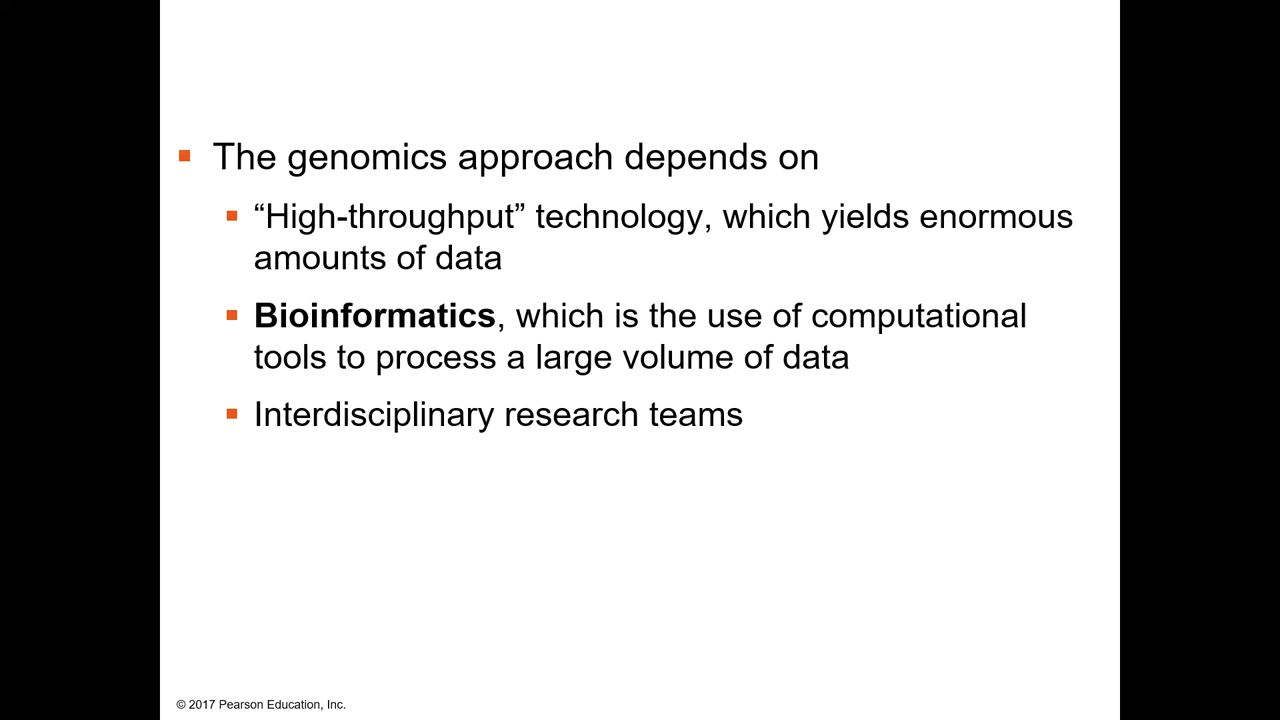 The genomics approach depends on
“High-throughput” technology, which yields enormous
amounts of data
Bioinformatics, which is the use of computational
tools to process a large volume of data
Interdisciplinary research teams
© 2017 Pearson Education, Inc.